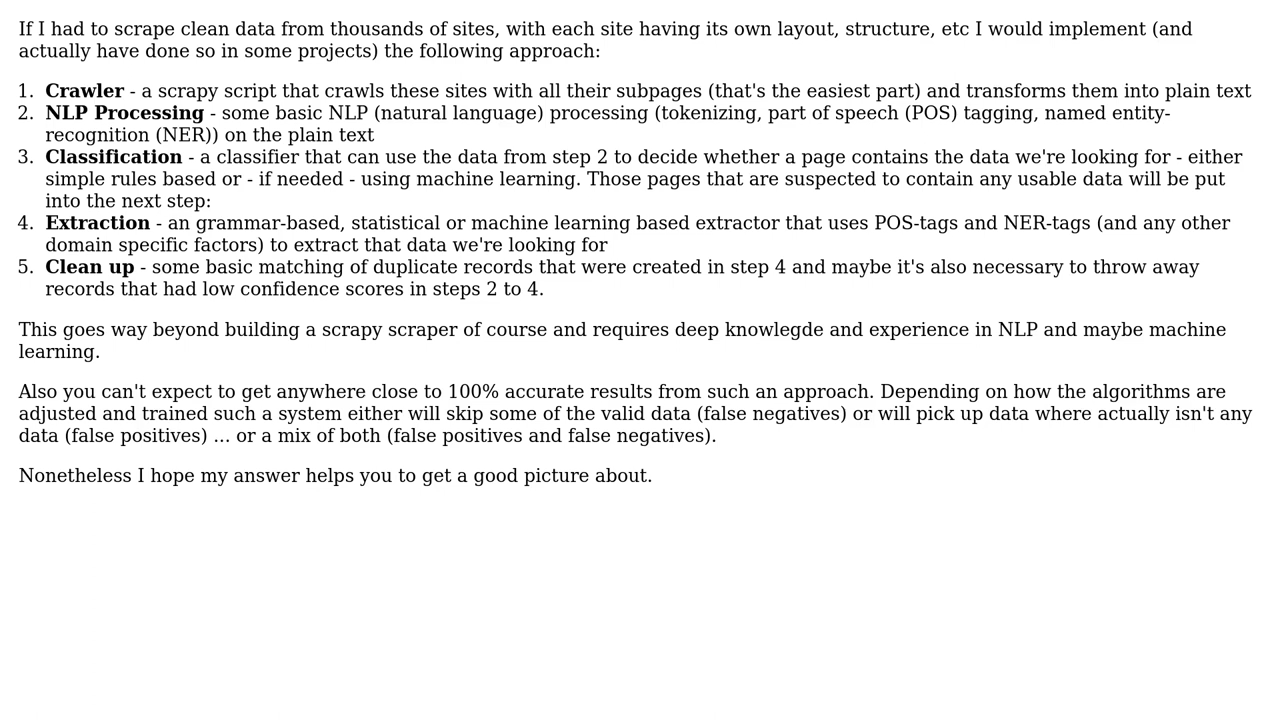 If I had to scrape clean data from thousands of sites, with each site having its own layout, structure, etc I would implement (and
actually have done so in some projects) the following approach:
1. Crawler - a scrapy script that crawls these sites with all their subpages (that's the easiest part) and transforms them into plain text
2. NLP Processing - some basic NLP (natural language) processing (tokenizing, part of speech (POS) tagging, named entity-
recognition (NER)) on the plain text
3. Classification - a classifier that can use the data from step 2 to decide whether a page contains the data we're looking for - either
simple rules based or - if needed - using machine learning. Those pages that are suspected to contain any usable data will be put
into the next step:
4. Extraction - an grammar-based, statistical or machine learning based extractor that uses POS-tags and NER-tags (and any other
domain specific factors) to extract that data we're looking for
5. Clean up - some basic matching of duplicate records that were created in step 4 and maybe it's also necessary to throw away
records that had low confidence scores in steps 2 to 4.
This goes way beyond building a scrapy scraper of course and requires deep knowlegde and experience in NLP and maybe machine
learning.
Also you can't expect to get anywhere close to 100% accurate results from such an approach. Depending on how the algorithms are
adjusted and trained such a system either will skip some of the valid data (false negatives) or will pick up data where actually isn't any
data (false positives) ... or a mix of both (false positives and false negatives).
Nonetheless I hope my answer helps you to get a good picture about.